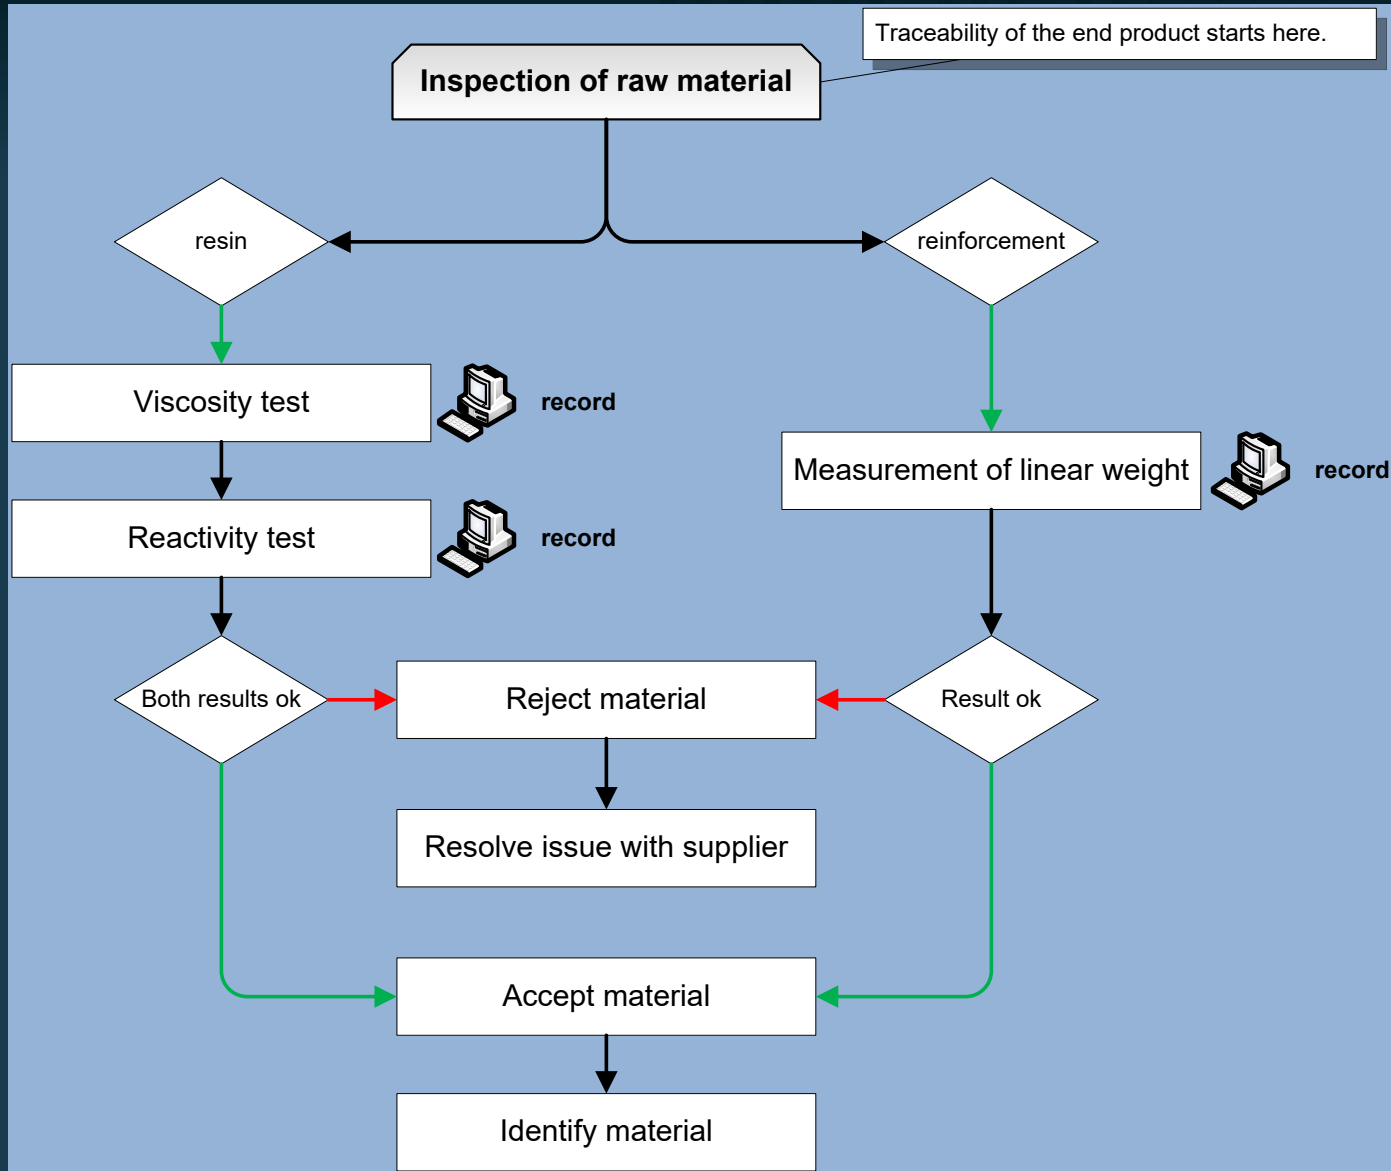 Traceability of the end product starts here.
Inspection of raw material
resin
reinforcement
Viscosity test
record
Measurement of linear weight
record
Reactivity test
record
Both results ok
Reject material
Result ok
Resolve issue with supplier
Accept material
Identify material